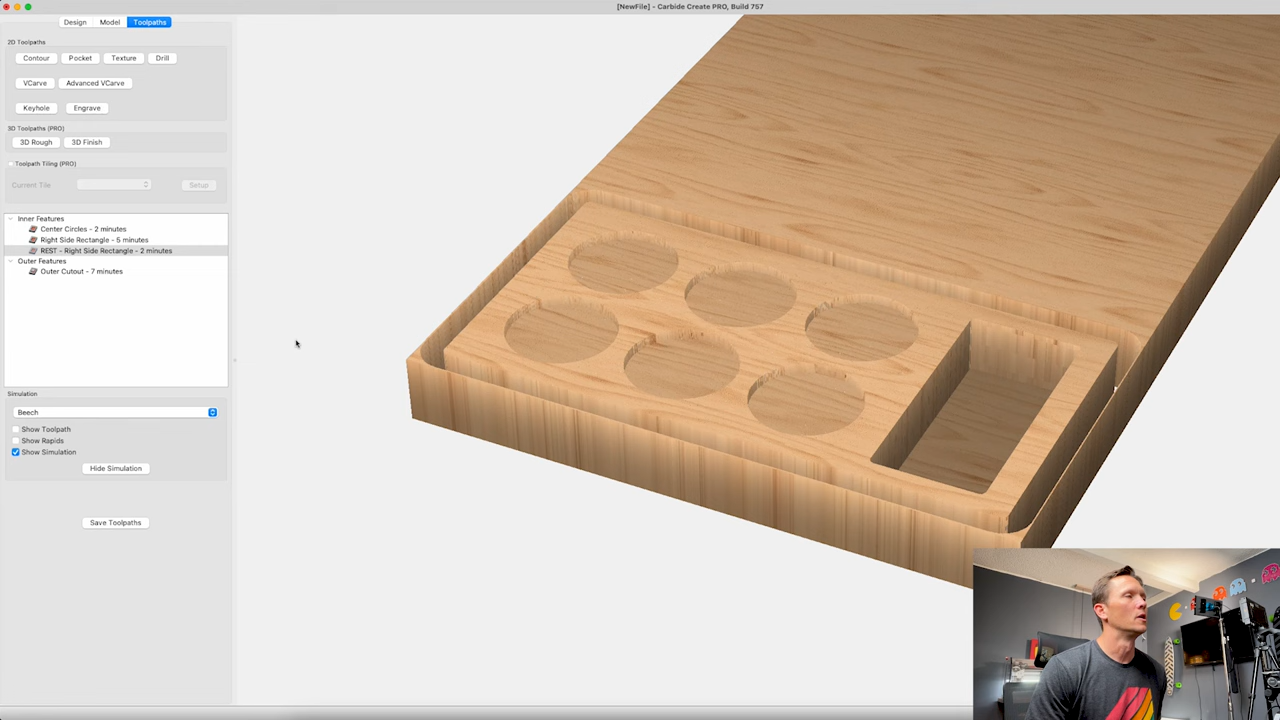 [NewFile] - Carbide Create PRO, Build 757
Design Model Toolpaths
2D Toolpaths
Contour Pocket Texture Drill
VCarve Advanced VCarve
Keyhole Engrave
3D Toolpaths (PRO)
3D Rough 3D Finish
Toolpath Tiling (PRO)
Current Tile Setup
Inner Features
Center Circles - 2 minutes
Right Side Rectangle - 5 minutes
REST - Right Side Rectangle - 2 minutes
Outer Features
Outer Cutout - 7 minutes
Simulation
Beech
Show Toolpath
Show Rapids
Show Simulation
Hide Simulation
Save Toolpaths